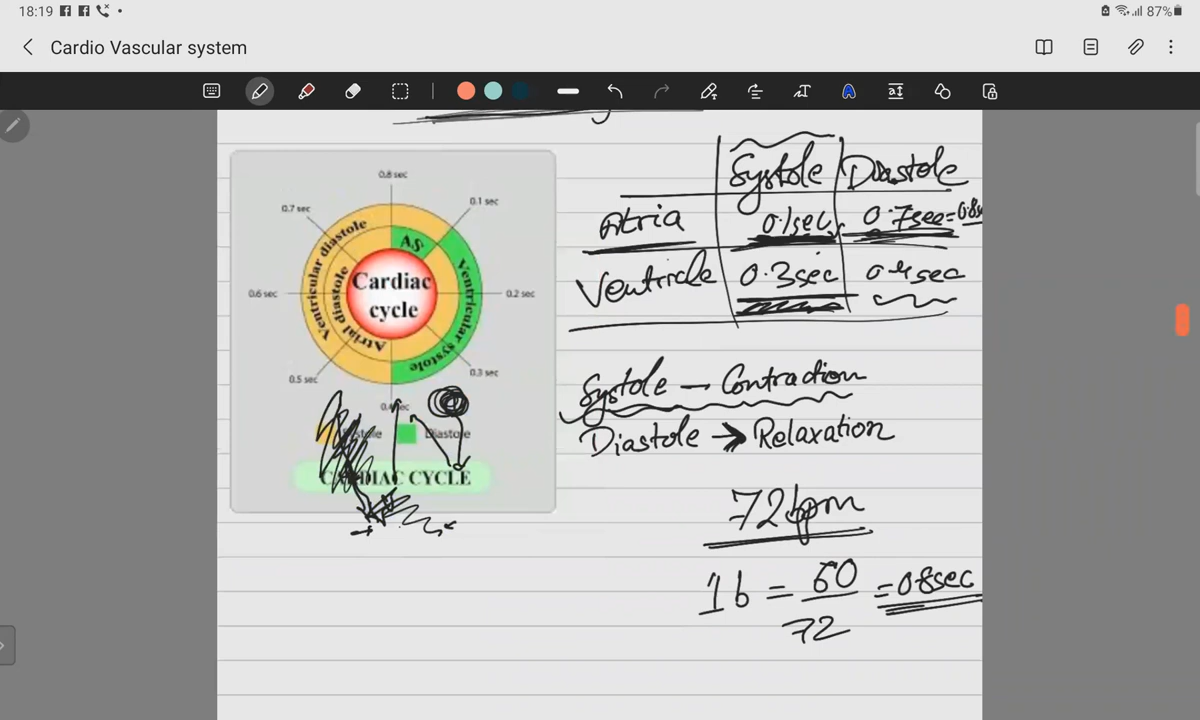 18:19
87%
Cardio Vascular system
Systole Diastole
Atria 0.1sec 0.7sec=0.8s
Ventricle 0.3sec
Systole — Contraction
Diastole → Relaxation
72bpm
1b = 60/72 = 0.8sec
0.8 sec
0.7 sec
0.1 sec
0.6 sec
0.2 sec
0.5 sec
0.3 sec
AS
Ventricular systole
Ventricular diastole
Atrial diastole
Cardiac
cycle
Diastole
CARDIAC CYCLE